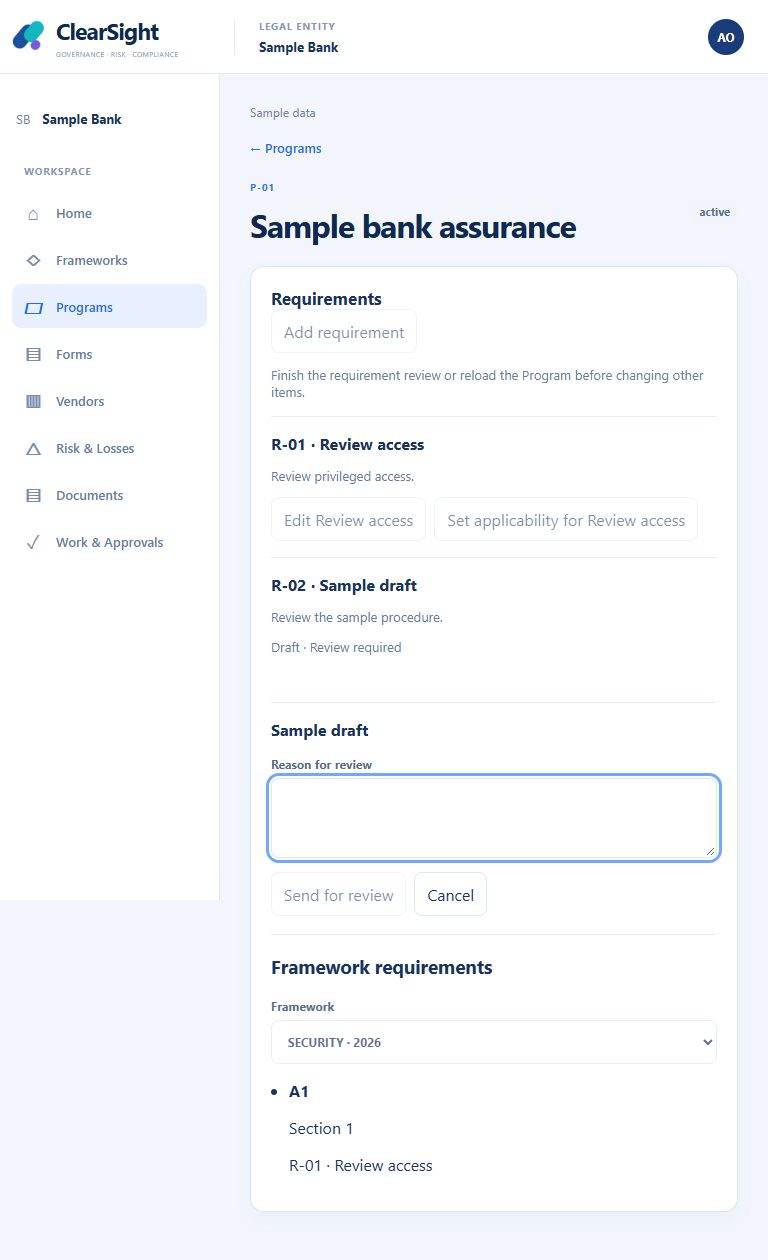 ClearSight
GOVERNANCE · RISK · COMPLIANCE
LEGAL ENTITY
Sample Bank
AO
SB Sample Bank
WORKSPACE
Home
Frameworks
Programs
Forms
Vendors
Risk & Losses
Documents
Work & Approvals
Sample data
← Programs
P-01
Sample bank assurance
active
Requirements
Add requirement
Finish the requirement review or reload the Program before changing other
items.
R-01 · Review access
Review privileged access.
Edit Review access
Set applicability for Review access
R-02 · Sample draft
Review the sample procedure.
Draft · Review required
Sample draft
Reason for review
Send for review
Cancel
Framework requirements
Framework
SECURITY · 2026
• A1
Section 1
R-01 · Review access